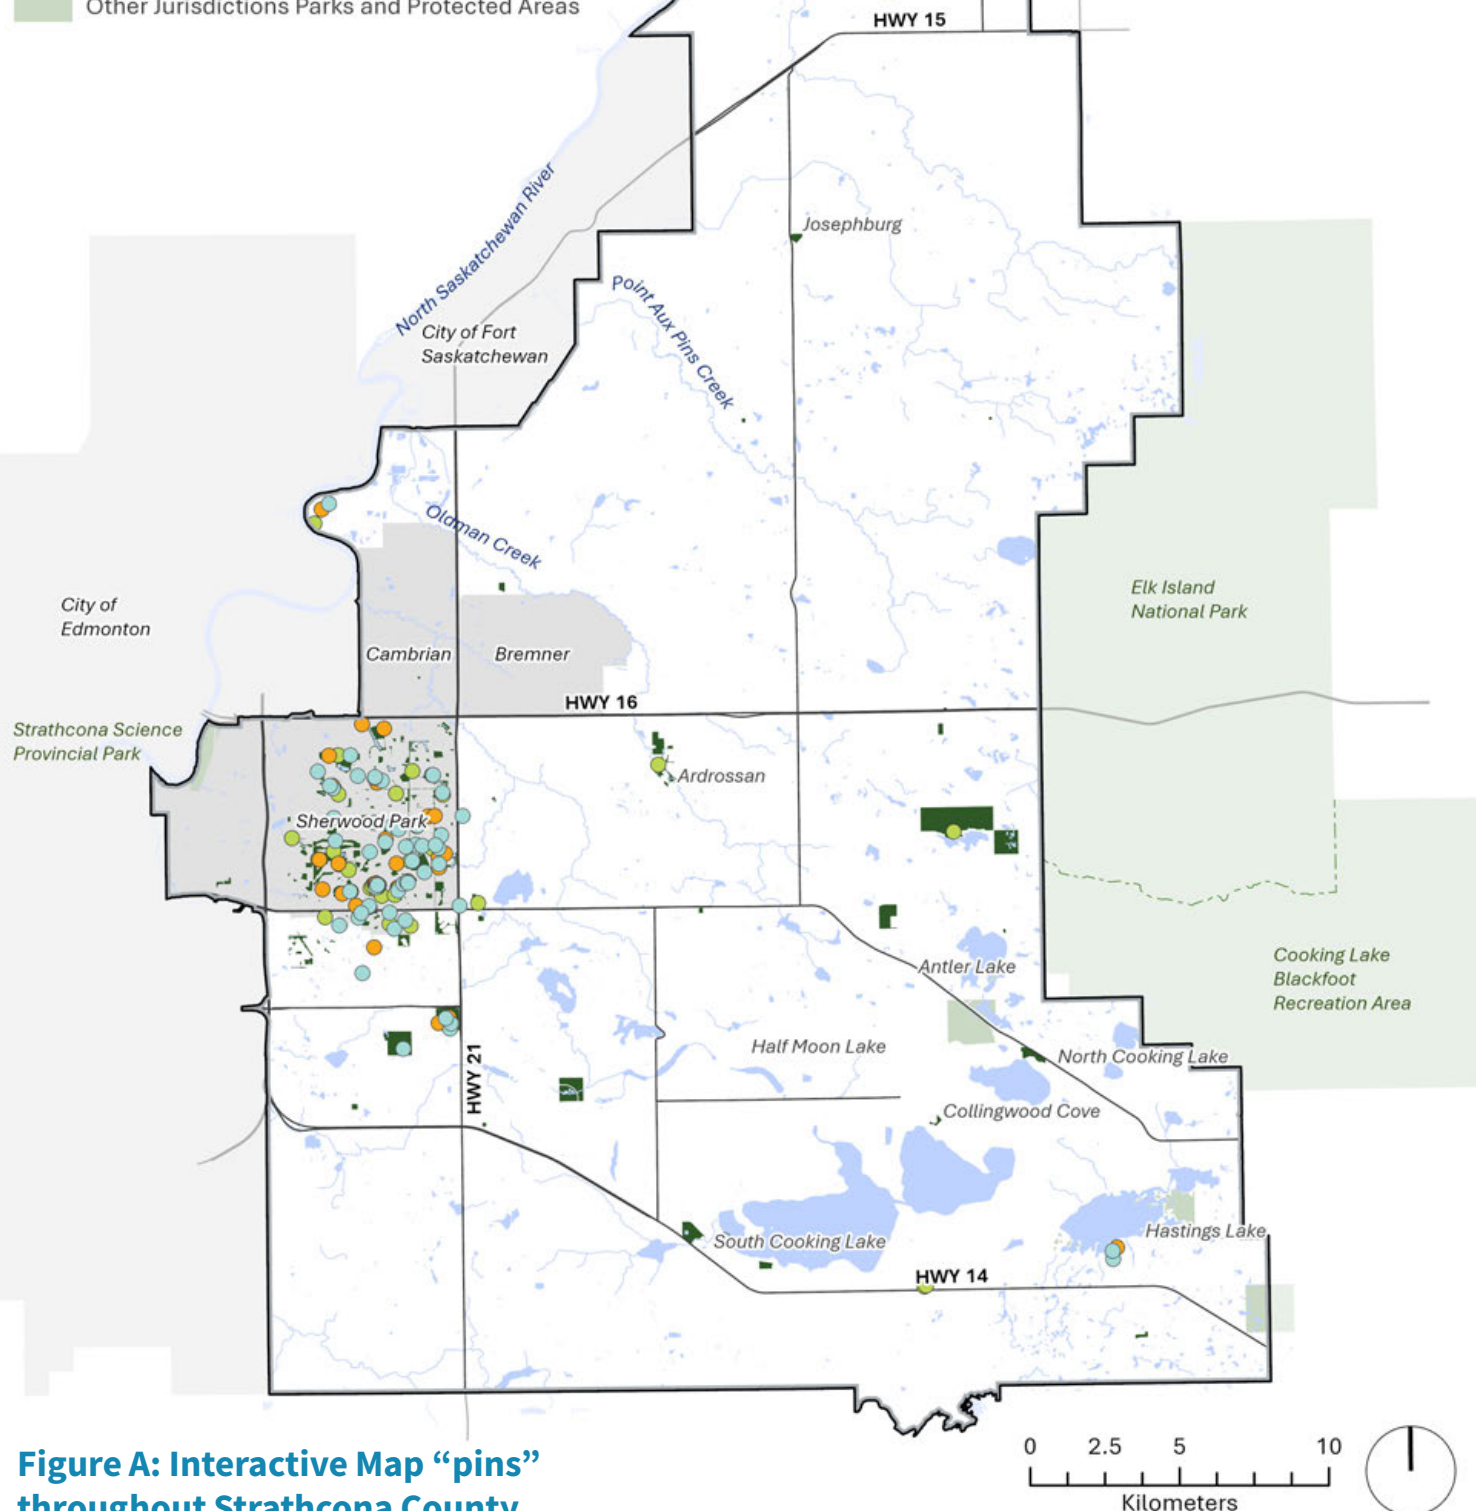 Other Jurisdictions Parks and Protected Areas
HWY 15
North Saskatchewan River
Josephburg
Point Aux Pins Creek
City of Fort
Saskatchewan
Oldman Creek
Elk Island
National Park
City of
Edmonton
Cambrian
Bremner
HWY 16
Strathcona Science
Provincial Park
Ardrossan
Sherwood Park
Antler Lake
Cooking Lake
Blackfoot
Recreation Area
Half Moon Lake
North Cooking Lake
HWY 21
Collingwood Cove
Hastings Lake
South Cooking Lake
HWY 14
Figure A: Interactive Map “pins”
throughout Strathcona County
0 2.5 5 10
Kilometers